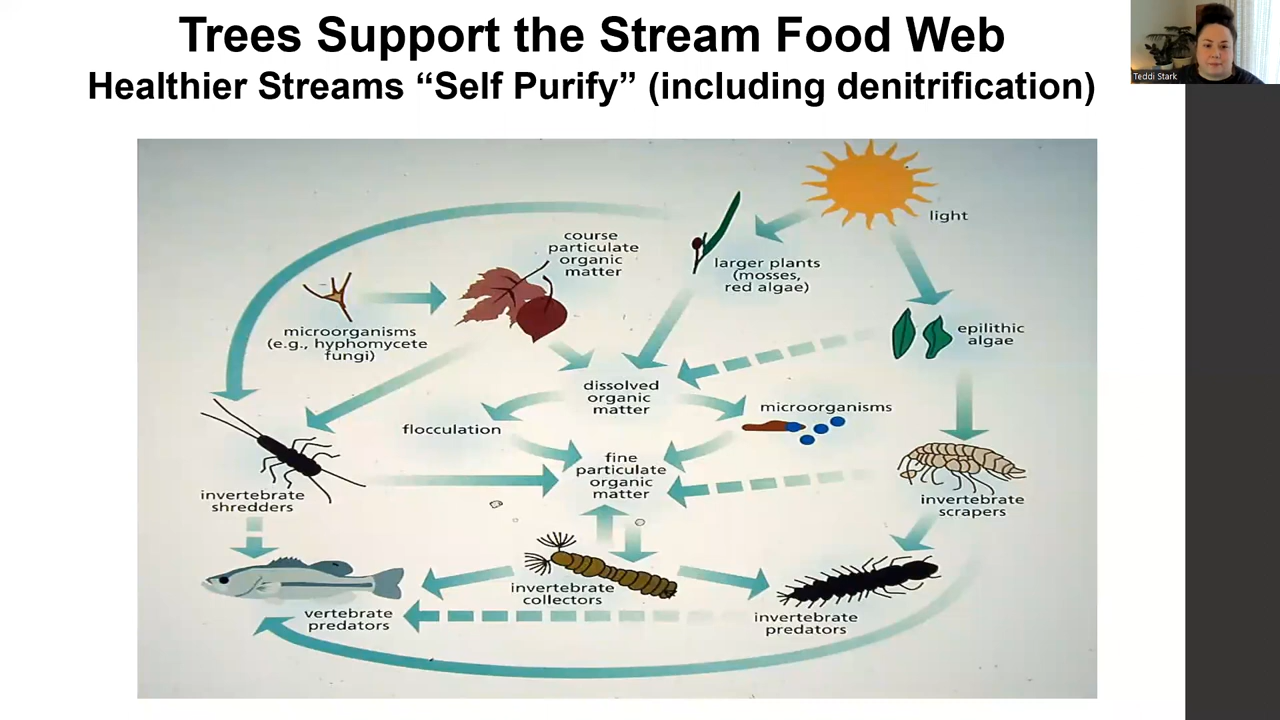 Trees Support the Stream Food Web
Healthier Streams “Self Purify” (including denitrification)
Teddi Stark
light
course
particulate
organic
matter
larger plants
(mosses,
red algae)
microorganisms
(e.g., hyphomycete
fungi)
epilithic
algae
dissolved
organic
matter
microorganisms
flocculation
fine
particulate
organic
matter
invertebrate
shredders
invertebrate
scrapers
invertebrate
collectors
vertebrate
predators
invertebrate
predators